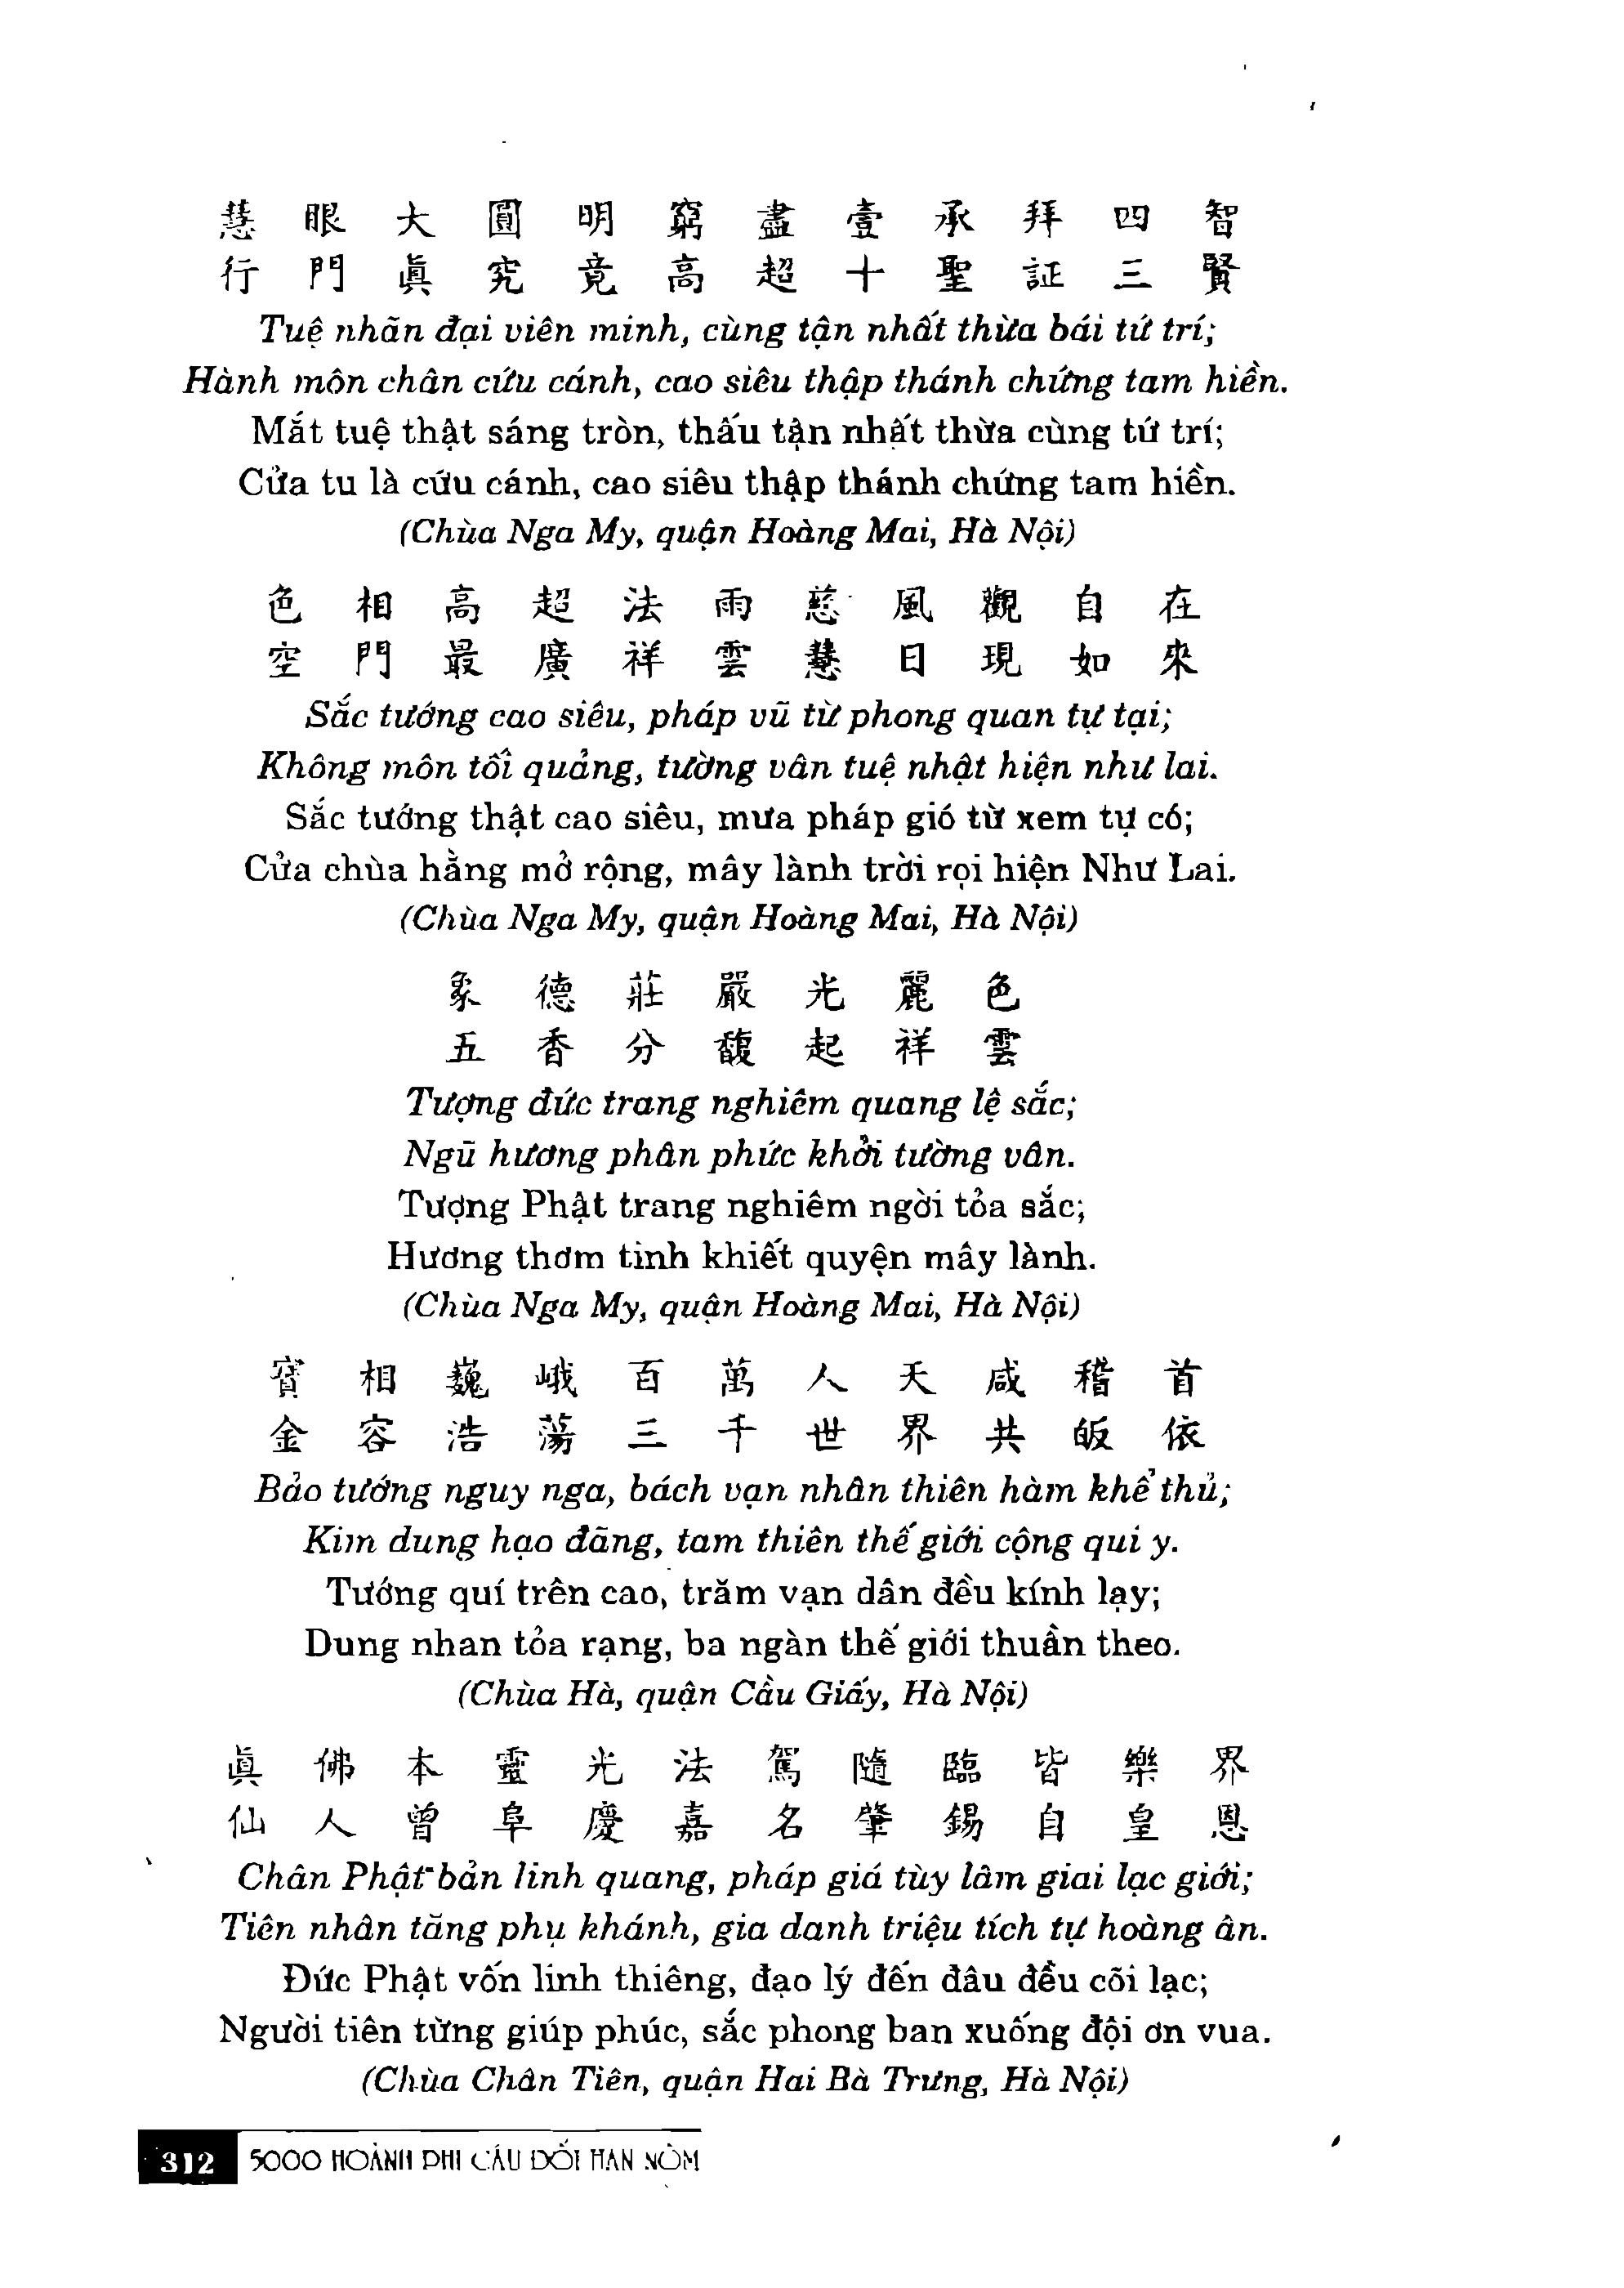 慧 眼 大 圓 明 窮 盡 壹 承 拜 四 智
行 門 眞 究 竟 高 超 十 聖 証 三 賢
Tuệ nhãn đại viên minh, cùng tận nhất thừa bái tứ trí;
Hành môn chân cứu cánh, cao siêu thập thánh chứng tam hiền.
Mắt tuệ thật sáng tròn, thấu tận nhất thừa cùng tứ trí;
Cửa tu là cứu cánh, cao siêu thập thánh chứng tam hiền.
(Chùa Nga My, quận Hoàng Mai, Hà Nội)
色 相 高 超 法 雨 慈 風 觀 自 在
空 門 最 廣 祥 雲 慧 日 現 如 來
Sắc tướng cao siêu, pháp vũ từ phong quan tự tại;
Không môn tối quảng, tường vân tuệ nhật hiện như lai.
Sắc tướng thật cao siêu, mưa pháp gió từ xem tự có;
Cửa chùa hằng mở rộng, mây lành trời rọi hiện Như Lai.
(Chùa Nga My, quận Hoàng Mai, Hà Nội)
象 德 莊 嚴 光 麗 色
五 香 分 馥 起 祥 雲
Tượng đức trang nghiêm quang lệ sắc;
Ngũ hương phân phức khởi tường vân.
Tượng Phật trang nghiêm ngời tỏa sắc;
Hương thơm tinh khiết quyện mây lành.
(Chùa Nga My, quận Hoàng Mai, Hà Nội)
寳 相 巍 峨 百 萬 人 天 咸 稽 首
金 容 浩 蕩 三 千 世 界 共 皈 依
Bảo tướng nguy nga, bách vạn nhân thiên hàm khể thủ;
Kim dung hạo đãng, tam thiên thế giới cộng qui y.
Tướng quí trên cao, trăm vạn dân đều kính lạy;
Dung nhan tỏa rạng, ba ngàn thế giới thuần theo.
(Chùa Hà, quận Cầu Giấy, Hà Nội)
眞 佛 本 靈 光 法 駕 隨 臨 皆 樂 界
仙 人 曾 阜 慶 嘉 名 肇 錫 自 皇 恩
Chân Phật bản linh quang, pháp giá tùy lâm giai lạc giới;
Tiên nhân tăng phụ khánh, gia danh triệu tích tự hoàng ân.
Đức Phật vốn linh thiêng, đạo lý đến đâu đều cõi lạc;
Người tiên từng giúp phúc, sắc phong ban xuống đội ơn vua.
(Chùa Chân Tiên, quận Hai Bà Trưng, Hà Nội)
312 5000 HOÀNH PHI CÂU ĐỐI HÁN NÔM